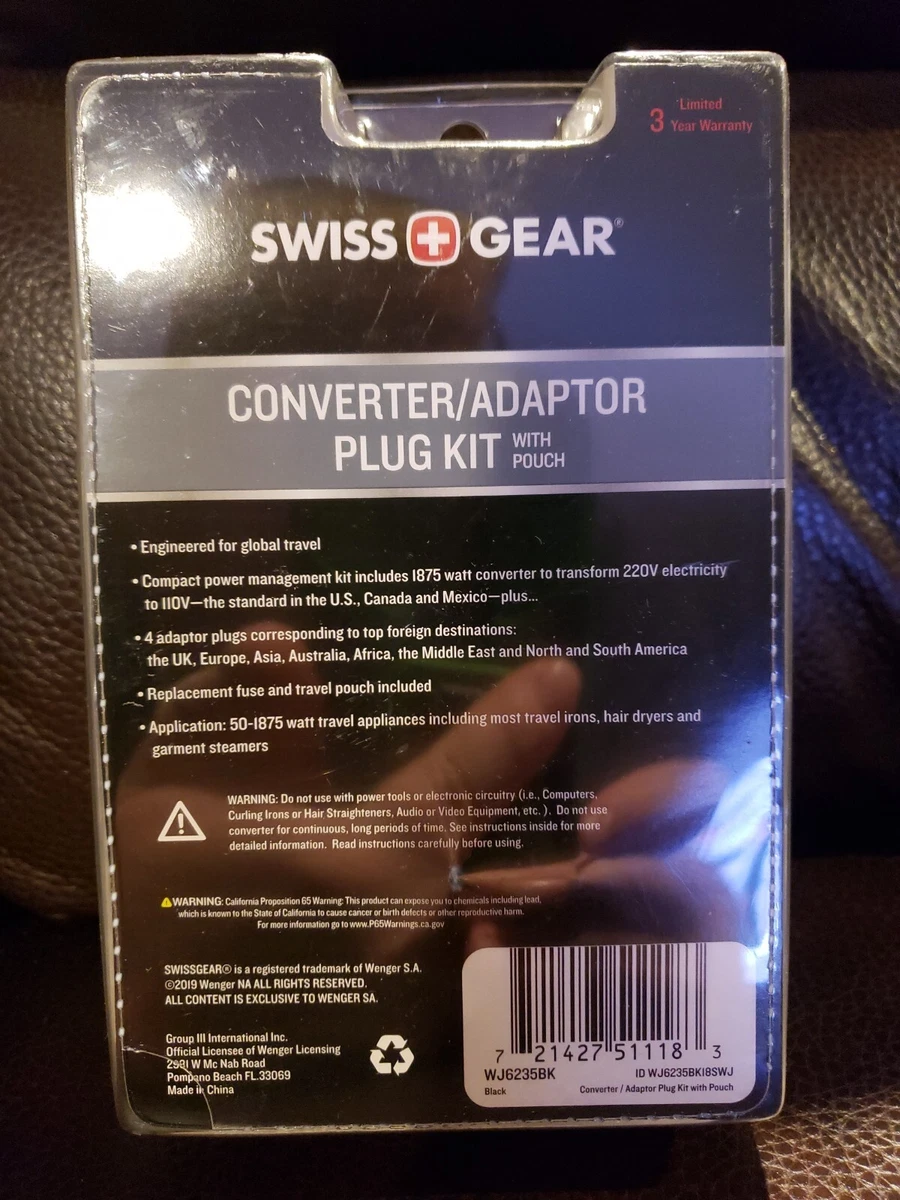 Limited
3 Year Warranty
SWISS GEAR®
CONVERTER/ADAPTOR
PLUG KIT WITH POUCH
• Engineered for global travel
• Compact power management kit includes 1875 watt converter to transform 220V electricity
to 110V—the standard in the U.S., Canada and Mexico—plus...
• 4 adaptor plugs corresponding to top foreign destinations:
the UK, Europe, Asia, Australia, Africa, the Middle East and North and South America
• Replacement fuse and travel pouch included
• Application: 50-1875 watt travel appliances including most travel irons, hair dryers and
garment steamers
WARNING: Do not use with power tools or electronic circuitry (i.e., Computers,
Curling Irons or Hair Straighteners, Audio or Video Equipment, etc. ). Do not use
converter for continuous, long periods of time. See instructions inside for more
detailed information. Read instructions carefully before using.
WARNING: California Proposition 65 Warning: This product can expose you to chemicals including lead,
which is known to the State of California to cause cancer or birth defects or other reproductive harm.
For more information go to www.P65Warnings.ca.gov
SWISSGEAR® is a registered trademark of Wenger S.A.
©2019 Wenger NA ALL RIGHTS RESERVED.
ALL CONTENT IS EXCLUSIVE TO WENGER SA.
Group III International Inc.
Official Licensee of Wenger Licensing
2981 W Mc Nab Road
Pompano Beach FL.33069
Made in China
7 21427 51118 3
WJ6235BK ID WJ6235BK18SWJ
Black Converter / Adaptor Plug Kit with Pouch